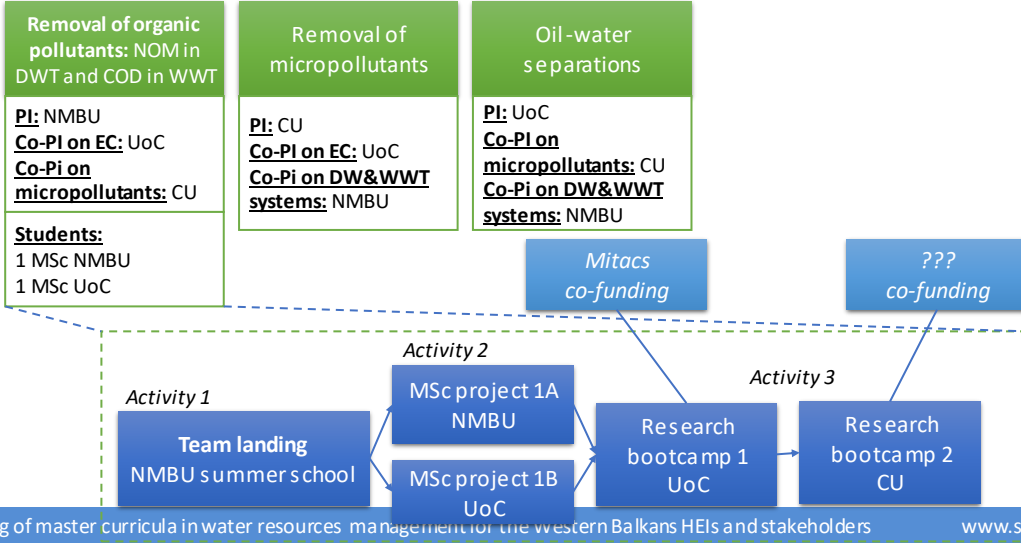 Removal of organic
pollutants: NOM in
DWT and COD in WWT
PI: NMBU
Co-PI on EC: UoC
Co-Pi on
micropollutants: CU
Students:
1 MSc NMBU
1 MSc UoC
Removal of
micropollutants
PI: CU
Co-PI on EC: UoC
Co-Pi on DW&WWT
systems: NMBU
Oil-water
separations
PI: UoC
Co-PI on
micropollutants: CU
Co-Pi on DW&WWT
systems: NMBU
Mitacs
co-funding
???
co-funding
Activity 1
Team landing
NMBU summer school
Activity 2
MSc project 1A
NMBU
MSc project 1B
UoC
Activity 3
Research
bootcamp 1
UoC
Research
bootcamp 2
CU
g of master curricula in water resources management for the Western Balkans HEIs and stakeholders
www.s